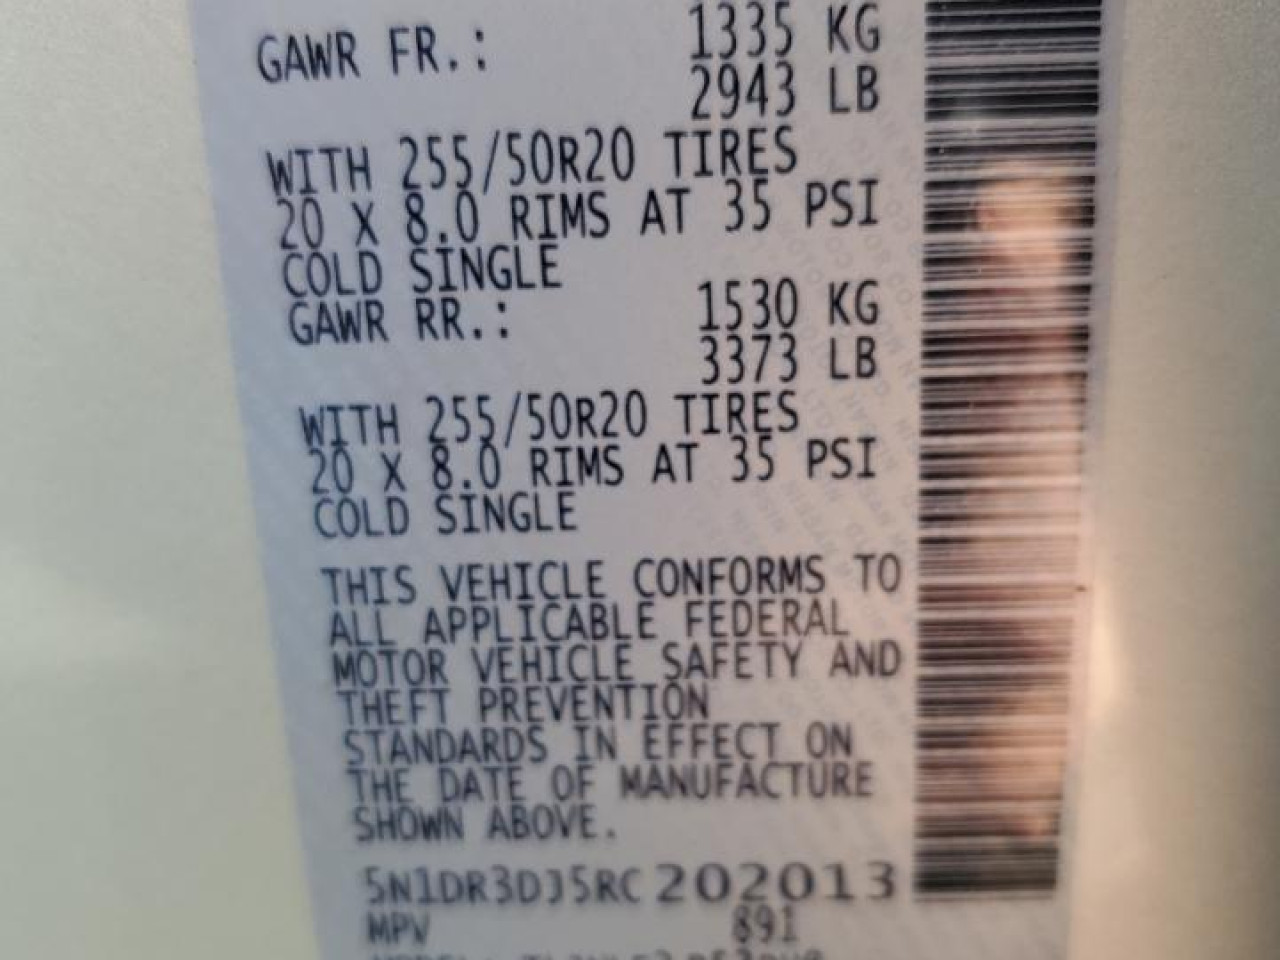 GAWR FR.: 1335 KG
2943 LB
WITH 255/50R20 TIRES
20 X 8.0 RIMS AT 35 PSI
COLD SINGLE
GAWR RR.: 1530 KG
3373 LB
WITH 255/50R20 TIRES
20 X 8.0 RIMS AT 35 PSI
COLD SINGLE
THIS VEHICLE CONFORMS TO
ALL APPLICABLE FEDERAL
MOTOR VEHICLE SAFETY AND
THEFT PREVENTION
STANDARDS IN EFFECT ON
THE DATE OF MANUFACTURE
SHOWN ABOVE.
5N1DR3DJ5RC202013
MPV 891